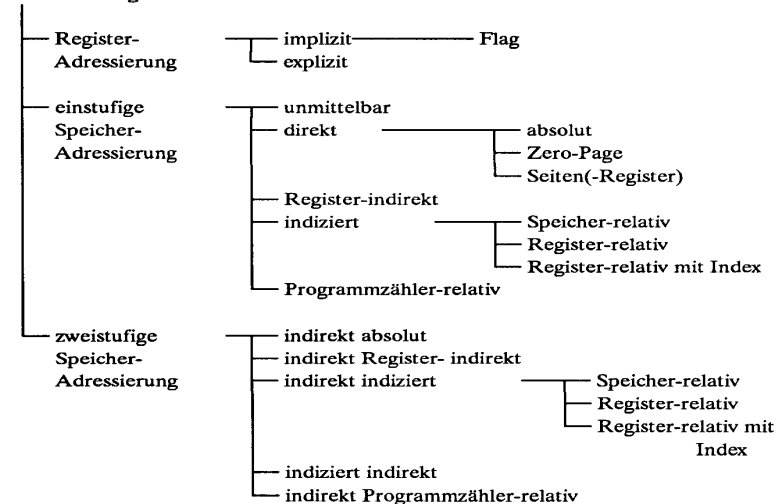 Register- implizit Flag
Adressierung explizit
einstufige unmittelbar
Speicher- direkt absolut
Adressierung Zero-Page
Seiten(-Register)
Register-indirekt
indiziert Speicher-relativ
Register-relativ
Register-relativ mit Index
Programmzähler-relativ
zweistufige indirekt absolut
Speicher- indirekt Register- indirekt
Adressierung indirekt indiziert Speicher-relativ
Register-relativ
Register-relativ mit
Index
indiziert indirekt
indirekt Programmzähler-relativ